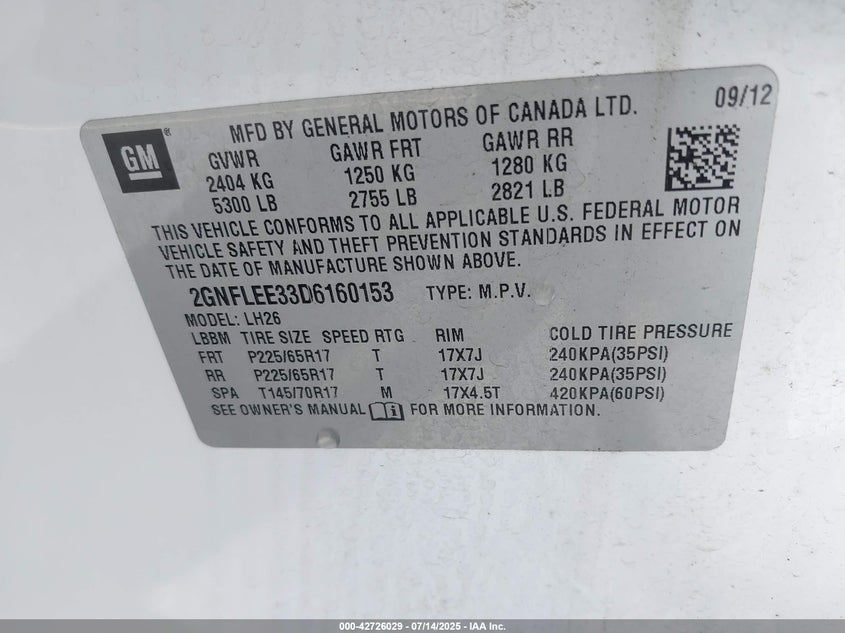 09/12
GM®
MFD BY GENERAL MOTORS OF CANADA LTD.
GVWR GAWR FRT GAWR RR
2404 KG 1250 KG 1280 KG
5300 LB 2755 LB 2821 LB
THIS VEHICLE CONFORMS TO ALL APPLICABLE U.S. FEDERAL MOTOR
VEHICLE SAFETY AND THEFT PREVENTION STANDARDS IN EFFECT ON
THE DATE OF MANUFACTURE SHOWN ABOVE.
2GNFLEE33D6160153 TYPE: M.P.V.
MODEL: LH26
LBBM TIRE SIZE SPEED RTG RIM COLD TIRE PRESSURE
FRT P225/65R17 T 17X7J 240KPA(35PSI)
RR P225/65R17 T 17X7J 240KPA(35PSI)
SPA T145/70R17 M 17X4.5T 420KPA(60PSI)
SEE OWNER'S MANUAL FOR MORE INFORMATION.
000-42726029 - 07/14/2025 - IAA Inc.